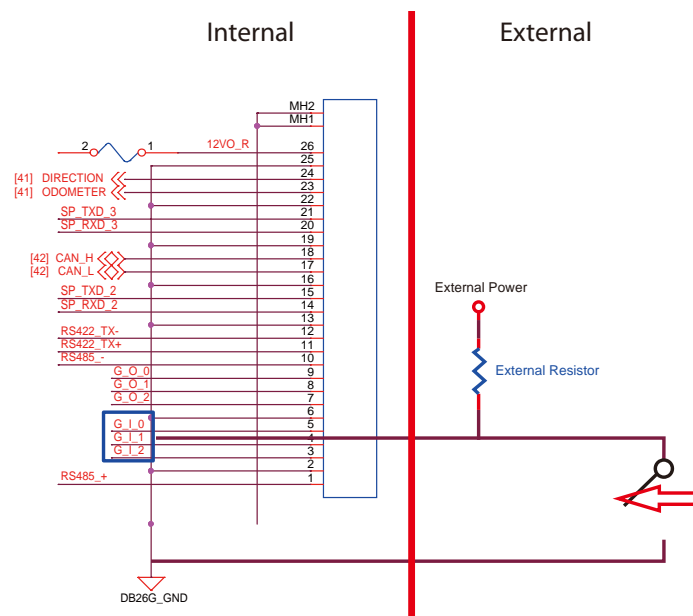 Internal
External
MH2
MH1
2
1
12VO_R
26
25
[41] DIRECTION
24
[41] ODOMETER
23
22
SP_TXD_3
21
SP_RXD_3
20
19
[42] CAN_H
18
[42] CAN_L
17
16
SP_TXD_2
15
SP_RXD_2
14
13
RS422_TX-
12
RS422_TX+
11
RS485_-
10
G_O_0
9
G_O_1
8
G_O_2
7
6
G_I_0
5
G_I_1
4
G_I_2
3
2
RS485_+
1
External Power
External Resistor
DB26G_GND